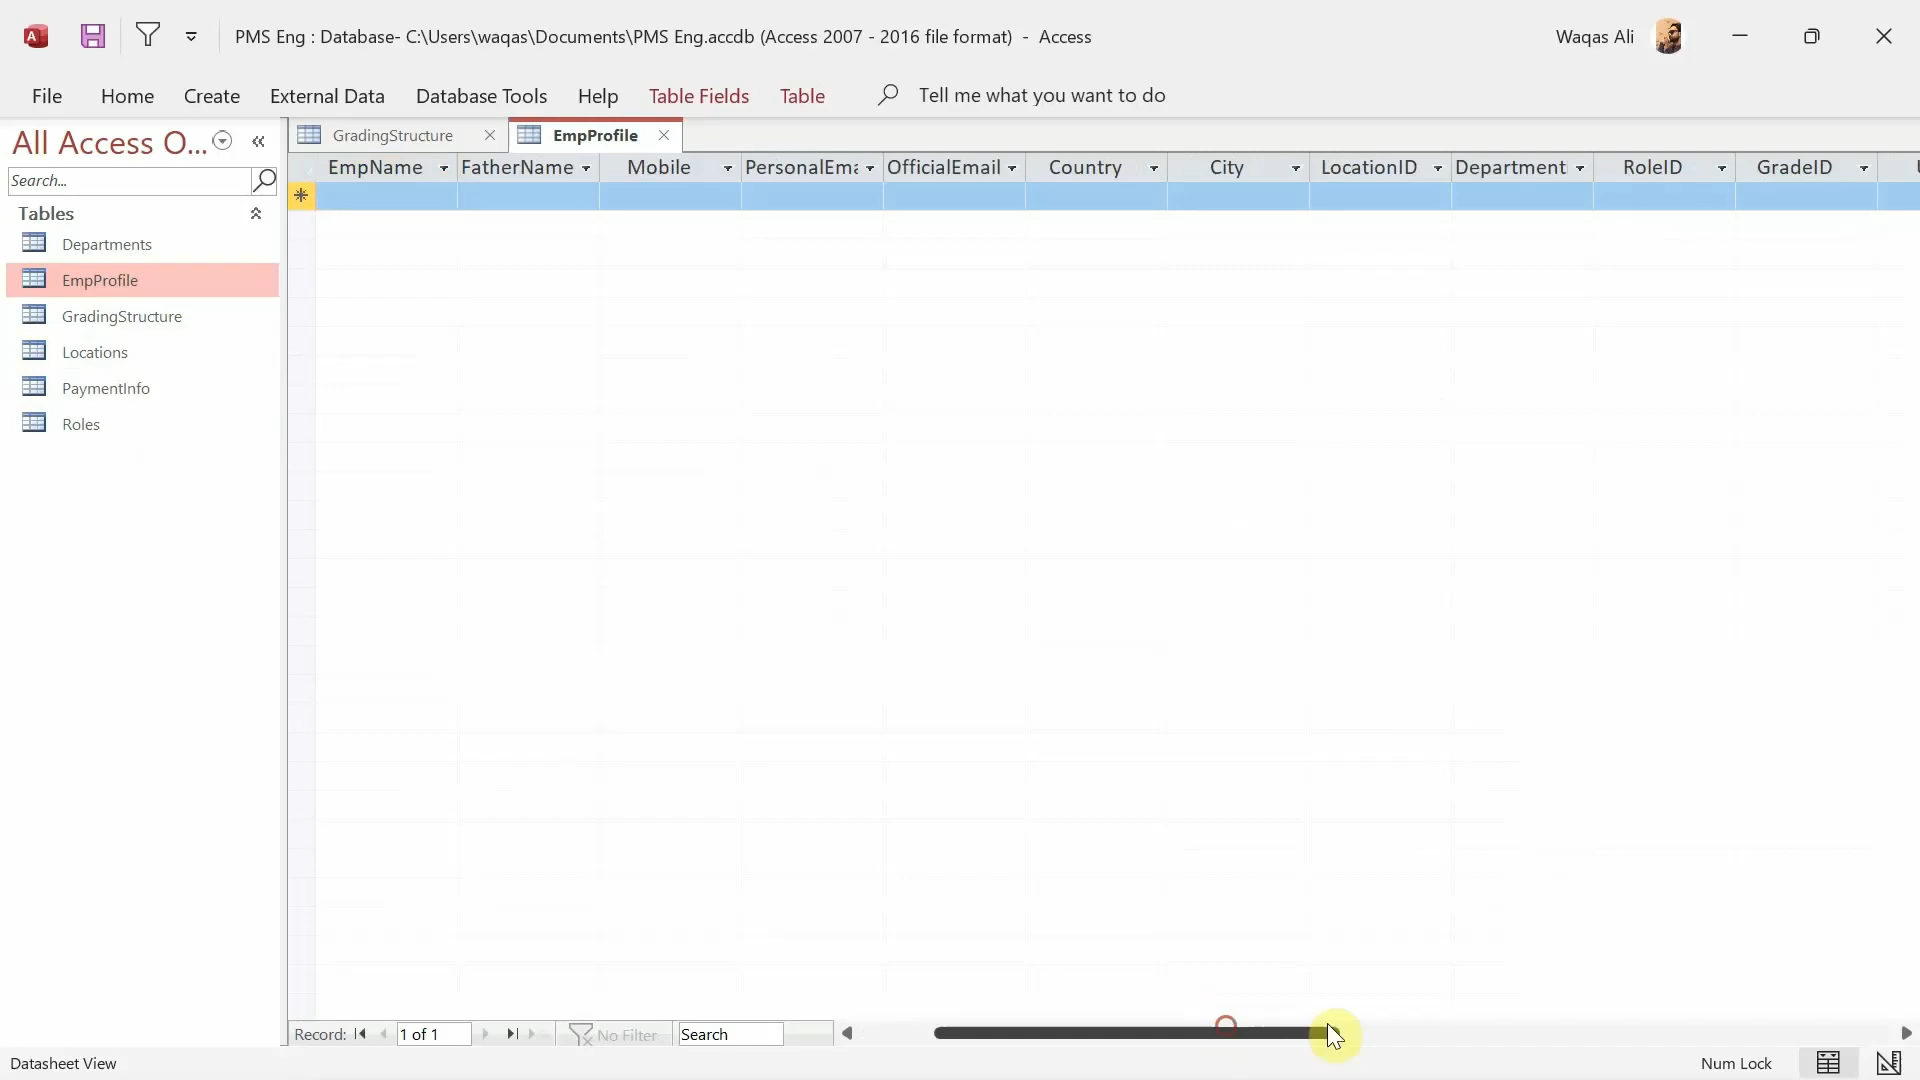 PMS Eng : Database- C:\Users\waqas\Documents\PMS Eng.accdb (Access 2007 - 2016 file format) - Access
Waqas Ali
File Home Create External Data Database Tools Help Table Fields Table Tell me what you want to do
All Access O...
GradingStructure EmpProfile
EmpName FatherName Mobile PersonalEma OfficialEmail Country City LocationID Department RoleID GradeID
Search...
Tables
Departments
EmpProfile
GradingStructure
Locations
PaymentInfo
Roles
Record: 1 of 1 No Filter Search
Datasheet View Num Lock